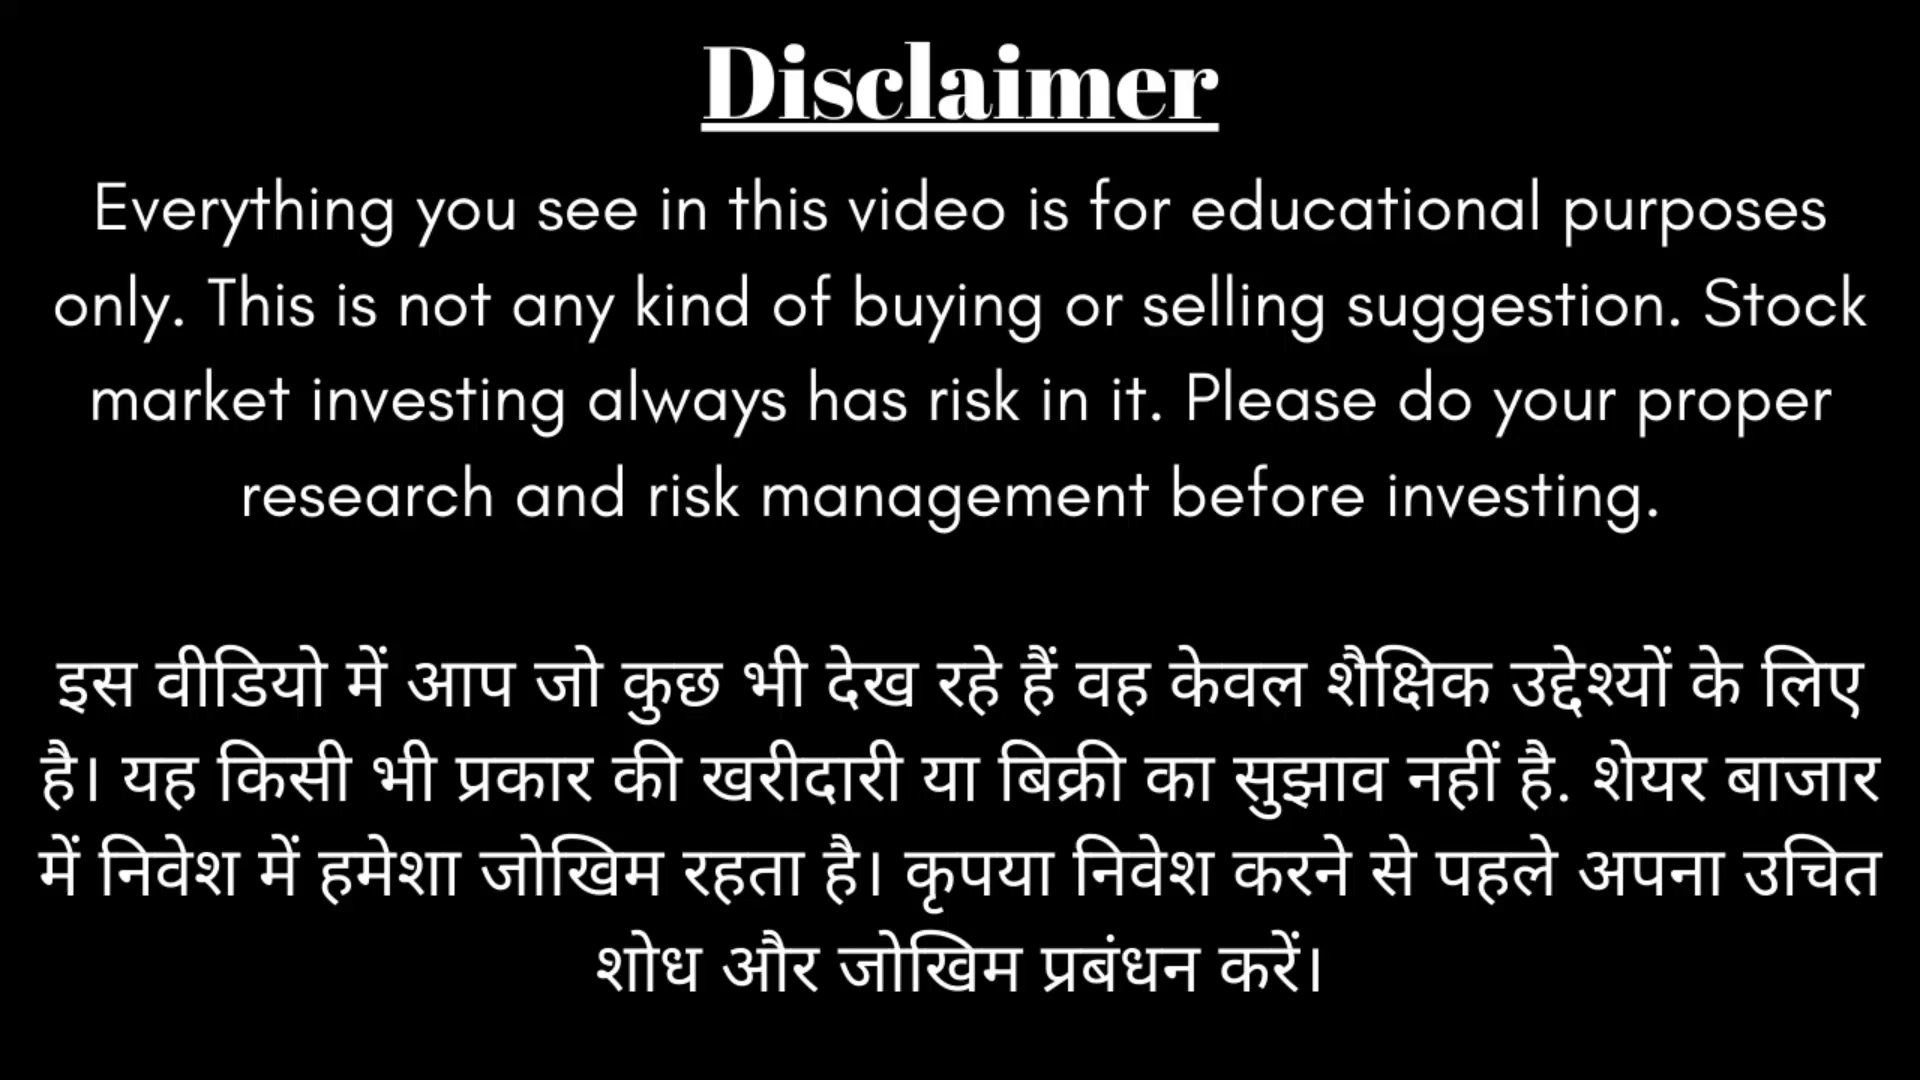 Disclaimer
Everything you see in this video is for educational purposes
only. This is not any kind of buying or selling suggestion. Stock
market investing always has risk in it. Please do your proper
research and risk management before investing.
इस वीडियो में आप जो कुछ भी देख रहे हैं वह केवल शैक्षिक उद्देश्यों के लिए
है। यह किसी भी प्रकार की खरीदारी या बिक्री का सुझाव नहीं है. शेयर बाजार
में निवेश में हमेशा जोखिम रहता है। कृपया निवेश करने से पहले अपना उचित
शोध और जोखिम प्रबंधन करें।